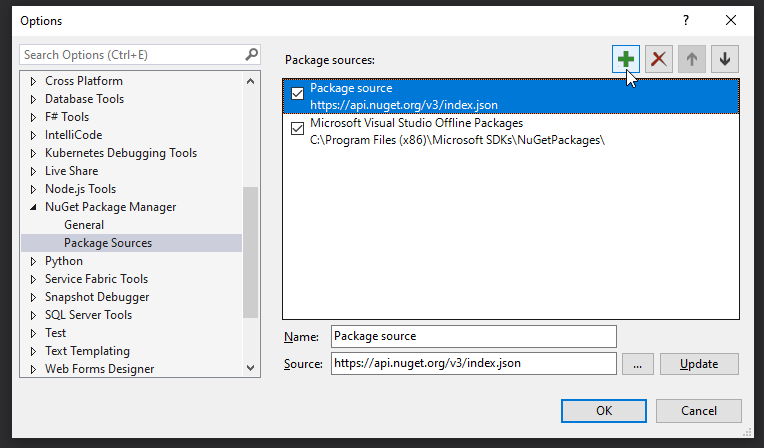 Options
?
Search Options (Ctrl+E)
Cross Platform
Database Tools
F# Tools
IntelliCode
Kubernetes Debugging Tools
Live Share
Node.js Tools
NuGet Package Manager
General
Package Sources
Python
Service Fabric Tools
Snapshot Debugger
SQL Server Tools
Test
Text Templating
Web Forms Designer
Package sources:
Package source
https://api.nuget.org/v3/index.json
Microsoft Visual Studio Offline Packages
C:\Program Files (x86)\Microsoft SDKs\NuGetPackages\
Name: Package source
Source: https://api.nuget.org/v3/index.json ... Update
OK Cancel